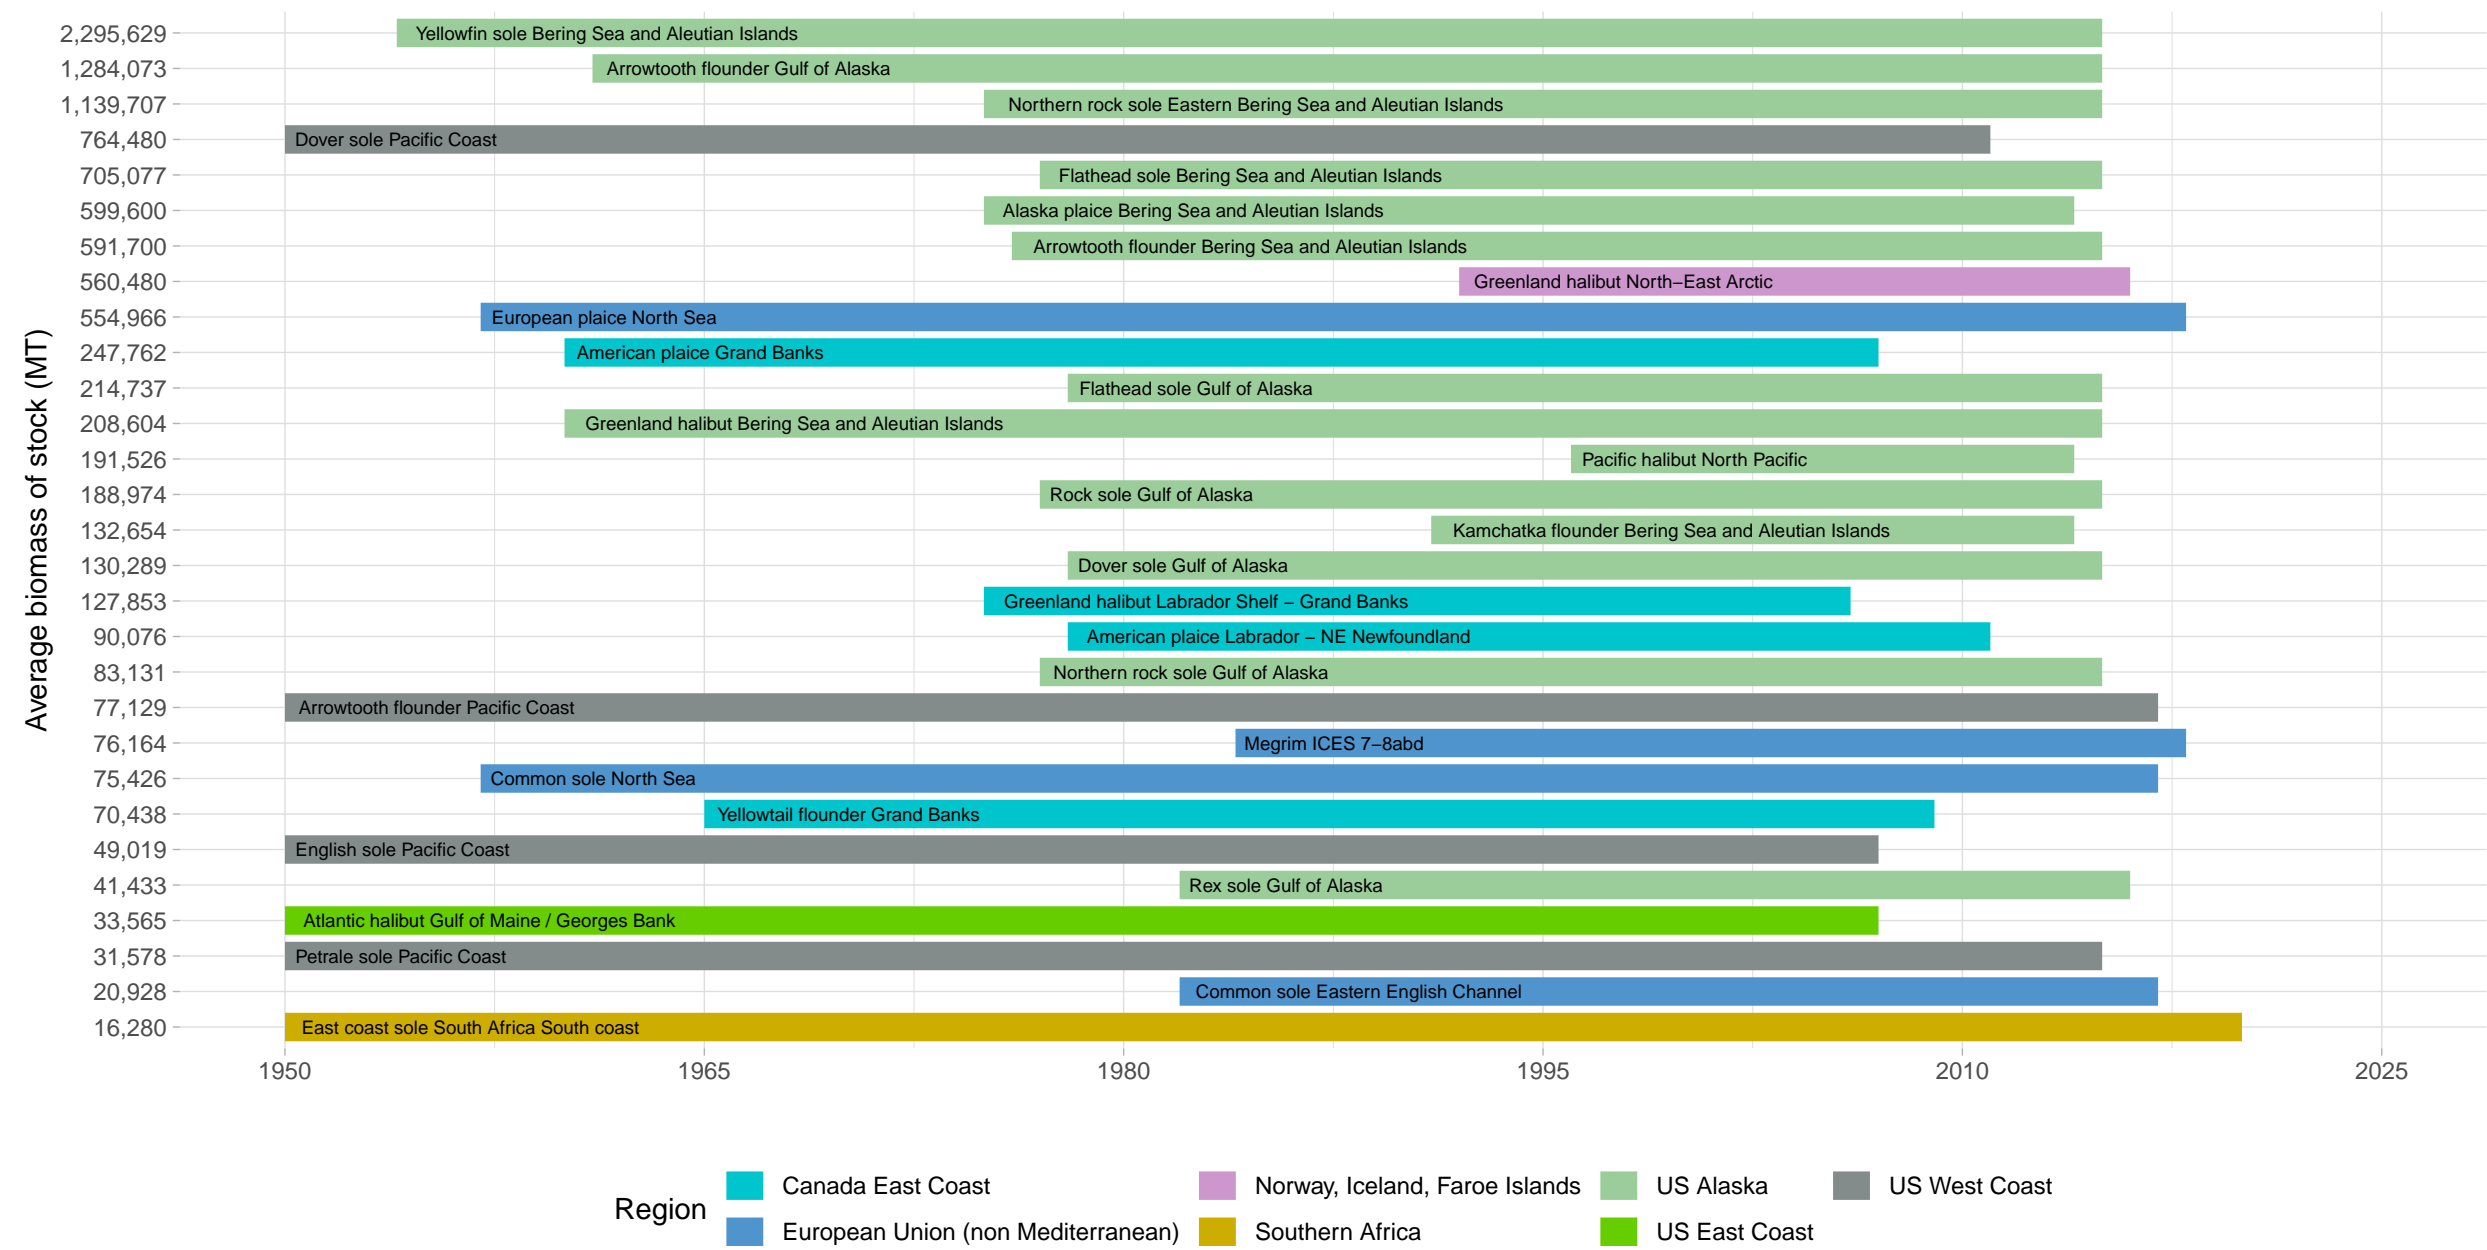 2,295,629 Yellowfin sole Bering Sea and Aleutian Islands
1,284,073 Arrowtooth flounder Gulf of Alaska
1,139,707 Northern rock sole Eastern Bering Sea and Aleutian Islands
764,480 Dover sole Pacific Coast
705,077 Flathead sole Bering Sea and Aleutian Islands
599,600 Alaska plaice Bering Sea and Aleutian Islands
591,700 Arrowtooth flounder Bering Sea and Aleutian Islands
560,480 Greenland halibut North−East Arctic
554,966 European plaice North Sea
247,762 American plaice Grand Banks
214,737 Flathead sole Gulf of Alaska
208,604 Greenland halibut Bering Sea and Aleutian Islands
191,526 Pacific halibut North Pacific
188,974 Rock sole Gulf of Alaska
132,654 Kamchatka flounder Bering Sea and Aleutian Islands
130,289 Dover sole Gulf of Alaska
127,853 Greenland halibut Labrador Shelf − Grand Banks
90,076 American plaice Labrador − NE Newfoundland
83,131 Northern rock sole Gulf of Alaska
77,129 Arrowtooth flounder Pacific Coast
76,164 Megrim ICES 7−8abd
75,426 Common sole North Sea
70,438 Yellowtail flounder Grand Banks
49,019 English sole Pacific Coast
41,433 Rex sole Gulf of Alaska
33,565 Atlantic halibut Gulf of Maine / Georges Bank
31,578 Petrale sole Pacific Coast
20,928 Common sole Eastern English Channel
16,280 East coast sole South Africa South coast
Average biomass of stock (MT)
1950 1965 1980 1995 2010 2025
Region
Canada East Coast Norway, Iceland, Faroe Islands US Alaska US West Coast
European Union (non Mediterranean) Southern Africa US East Coast